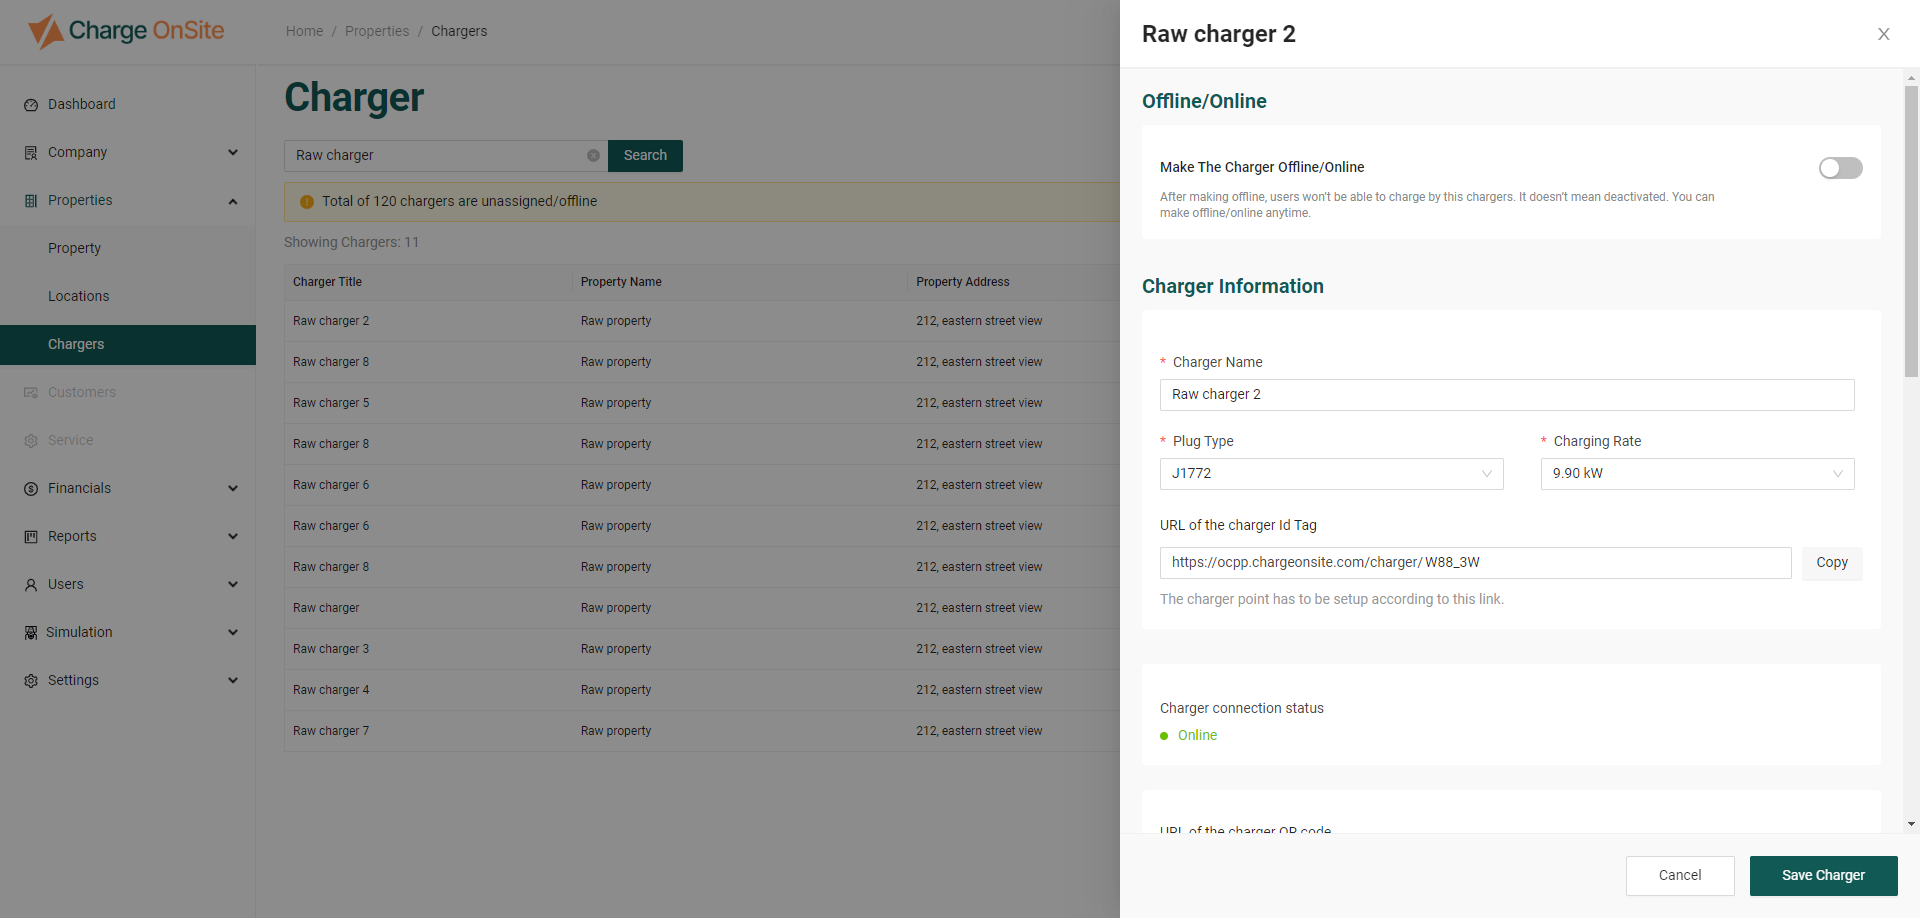 Charge OnSite
Home / Properties / Chargers
Dashboard
Company
Properties
Property
Locations
Chargers
Customers
Service
Financials
Reports
Users
Simulation
Settings
Charger
Raw charger
Search
Total of 120 chargers are unassigned/offline
Showing Chargers: 11
Charger Title Property Name Property Address
Raw charger 2 Raw property 212, eastern street view
Raw charger 8 Raw property 212, eastern street view
Raw charger 5 Raw property 212, eastern street view
Raw charger 8 Raw property 212, eastern street view
Raw charger 6 Raw property 212, eastern street view
Raw charger 6 Raw property 212, eastern street view
Raw charger 8 Raw property 212, eastern street view
Raw charger Raw property 212, eastern street view
Raw charger 3 Raw property 212, eastern street view
Raw charger 4 Raw property 212, eastern street view
Raw charger 7 Raw property 212, eastern street view
Raw charger 2
Offline/Online
Make The Charger Offline/Online
After making offline, users won't be able to charge by this chargers. It doesn't mean deactivated. You can
make offline/online anytime.
Charger Information
* Charger Name
Raw charger 2
* Plug Type * Charging Rate
J1772 9.90 kW
URL of the charger Id Tag
https://ocpp.chargeonsite.com/charger/W88_3W Copy
The charger point has to be setup according to this link.
Charger connection status
Online
URL of the charger QR code
Cancel Save Charger